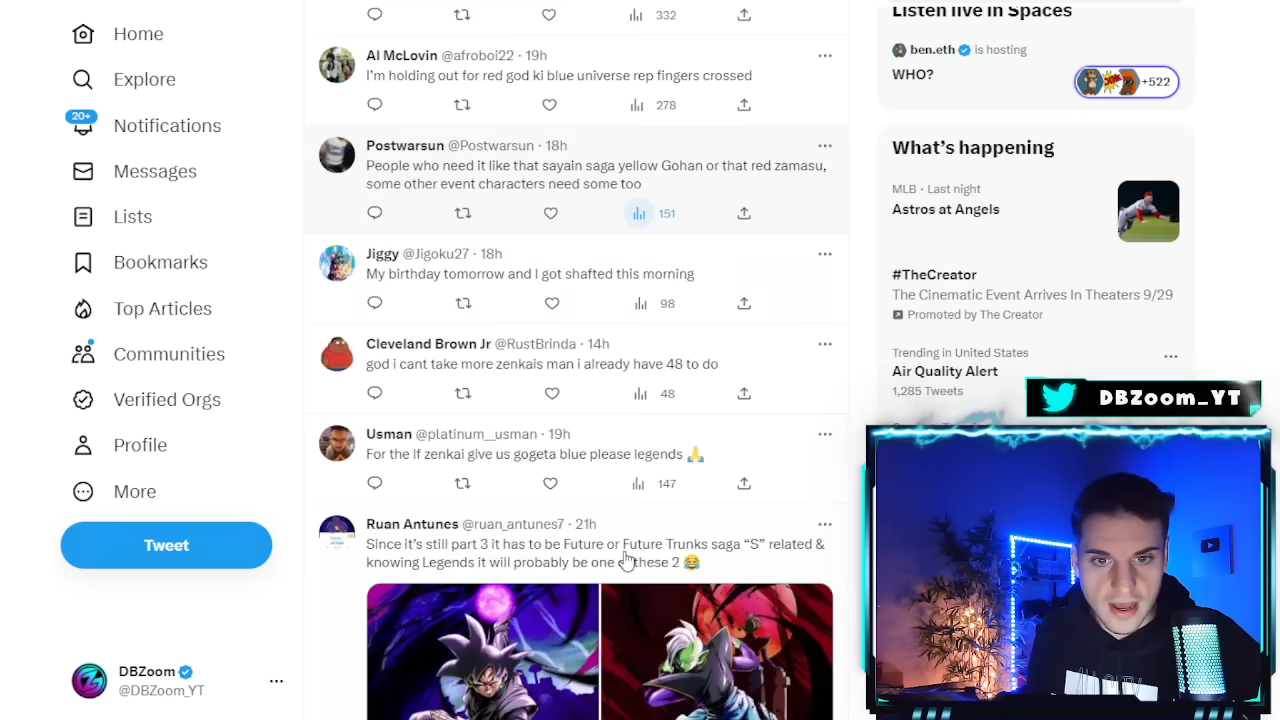 Home
Explore
20+
Notifications
Messages
Lists
Bookmarks
Top Articles
Communities
Verified Orgs
Profile
More
Tweet
DBZoom
@DBZoom_YT
332
Al McLovin @afroboi22 · 19h
I'm holding out for red god ki blue universe rep fingers crossed
278
Postwarsun @Postwarsun · 18h
People who need it like that sayain saga yellow Gohan or that red zamasu,
some other event characters need some too
151
Jiggy @Jigoku27 · 18h
My birthday tomorrow and I got shafted this morning
98
Cleveland Brown Jr @RustBrinda · 14h
god i cant take more zenkais man i already have 48 to do
48
Usman @platinum__usman · 19h
For the lf zenkai give us gogeta blue please legends 🙏
147
Ruan Antunes @ruan_antunes7 · 21h
Since it's still part 3 it has to be Future or Future Trunks saga “S” related &
knowing Legends it will probably be one of these 2 😂
Listen live in Spaces
ben.eth is hosting
WHO?
+522
What's happening
MLB · Last night
Astros at Angels
#TheCreator
The Cinematic Event Arrives In Theaters 9/29
Promoted by The Creator
Trending in United States
Air Quality Alert
1,285 Tweets
DBZoom_YT